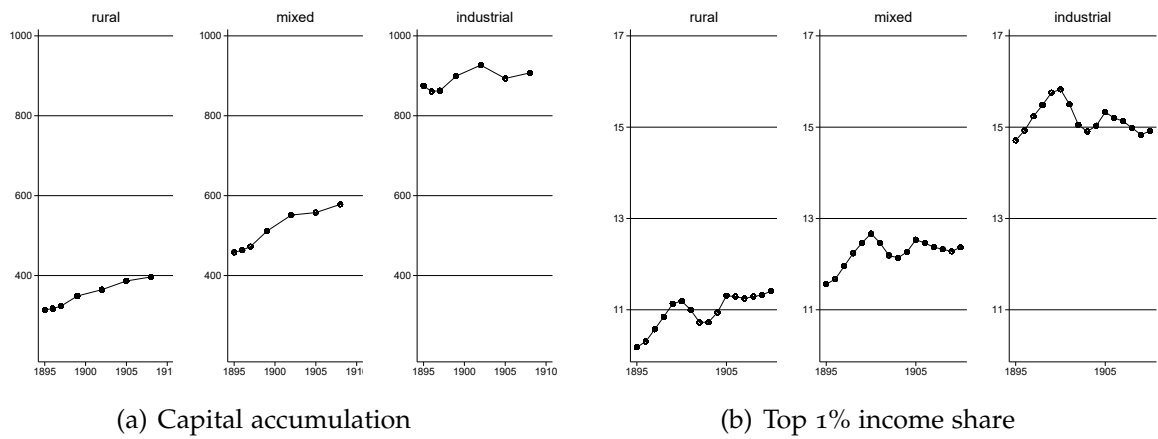 rural mixed industrial
1000 1000 1000
800 800 800
600 600 600
400 400 400
1895 1900 1905 191 1895 1900 1905 191 1895 1900 1905 1910
(a) Capital accumulation
rural mixed industrial
17 17 17
15 15 15
13 13 13
11 11 11
1895 1905 1895 1905 1895 1905
(b) Top 1% income share